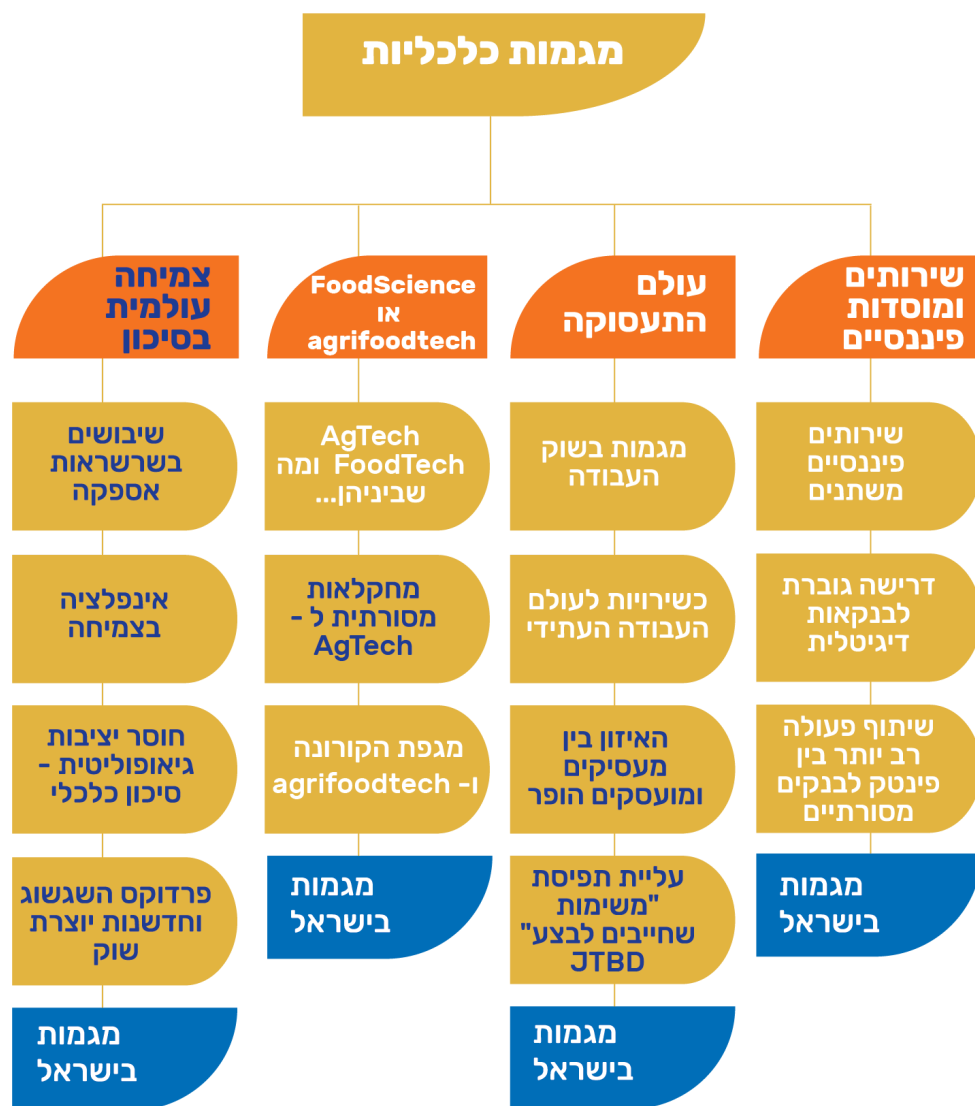 מגמות כלכליות
שירותים
ומוסדות
פיננסיים
שירותים
פיננסיים
משתנים
דרישה גוברת
לבנקאות
דיגיטלית
שיתוף פעולה
רב יותר בין
פינטק לבנקים
מסורתיים
מגמות
בישראל
עולם
התעסוקה
מגמות בשוק
העבודה
כשירויות לעולם
העבודה העתידי
האיזון בין
מעסיקים
ומועסקים הופר
עליית תפיסת
"משימות
שחייבים לבצע"
JTBD
מגמות
בישראל
FoodScience
או
agrifoodtech
AgTech
FoodTech ומה
שביניהן...
מחקלאות
מסורתית ל -
AgTech
מגפת הקורונה
ו- agrifoodtech
מגמות
בישראל
צמיחה
עולמית
בסיכון
שיבושים
בשרשראות
אספקה
אינפלציה
בצמיחה
חוסר יציבות
גיאופוליטית -
סיכון כלכלי
פרדוקס השגשוג
וחדשנות יוצרת
שוק
מגמות
בישראל